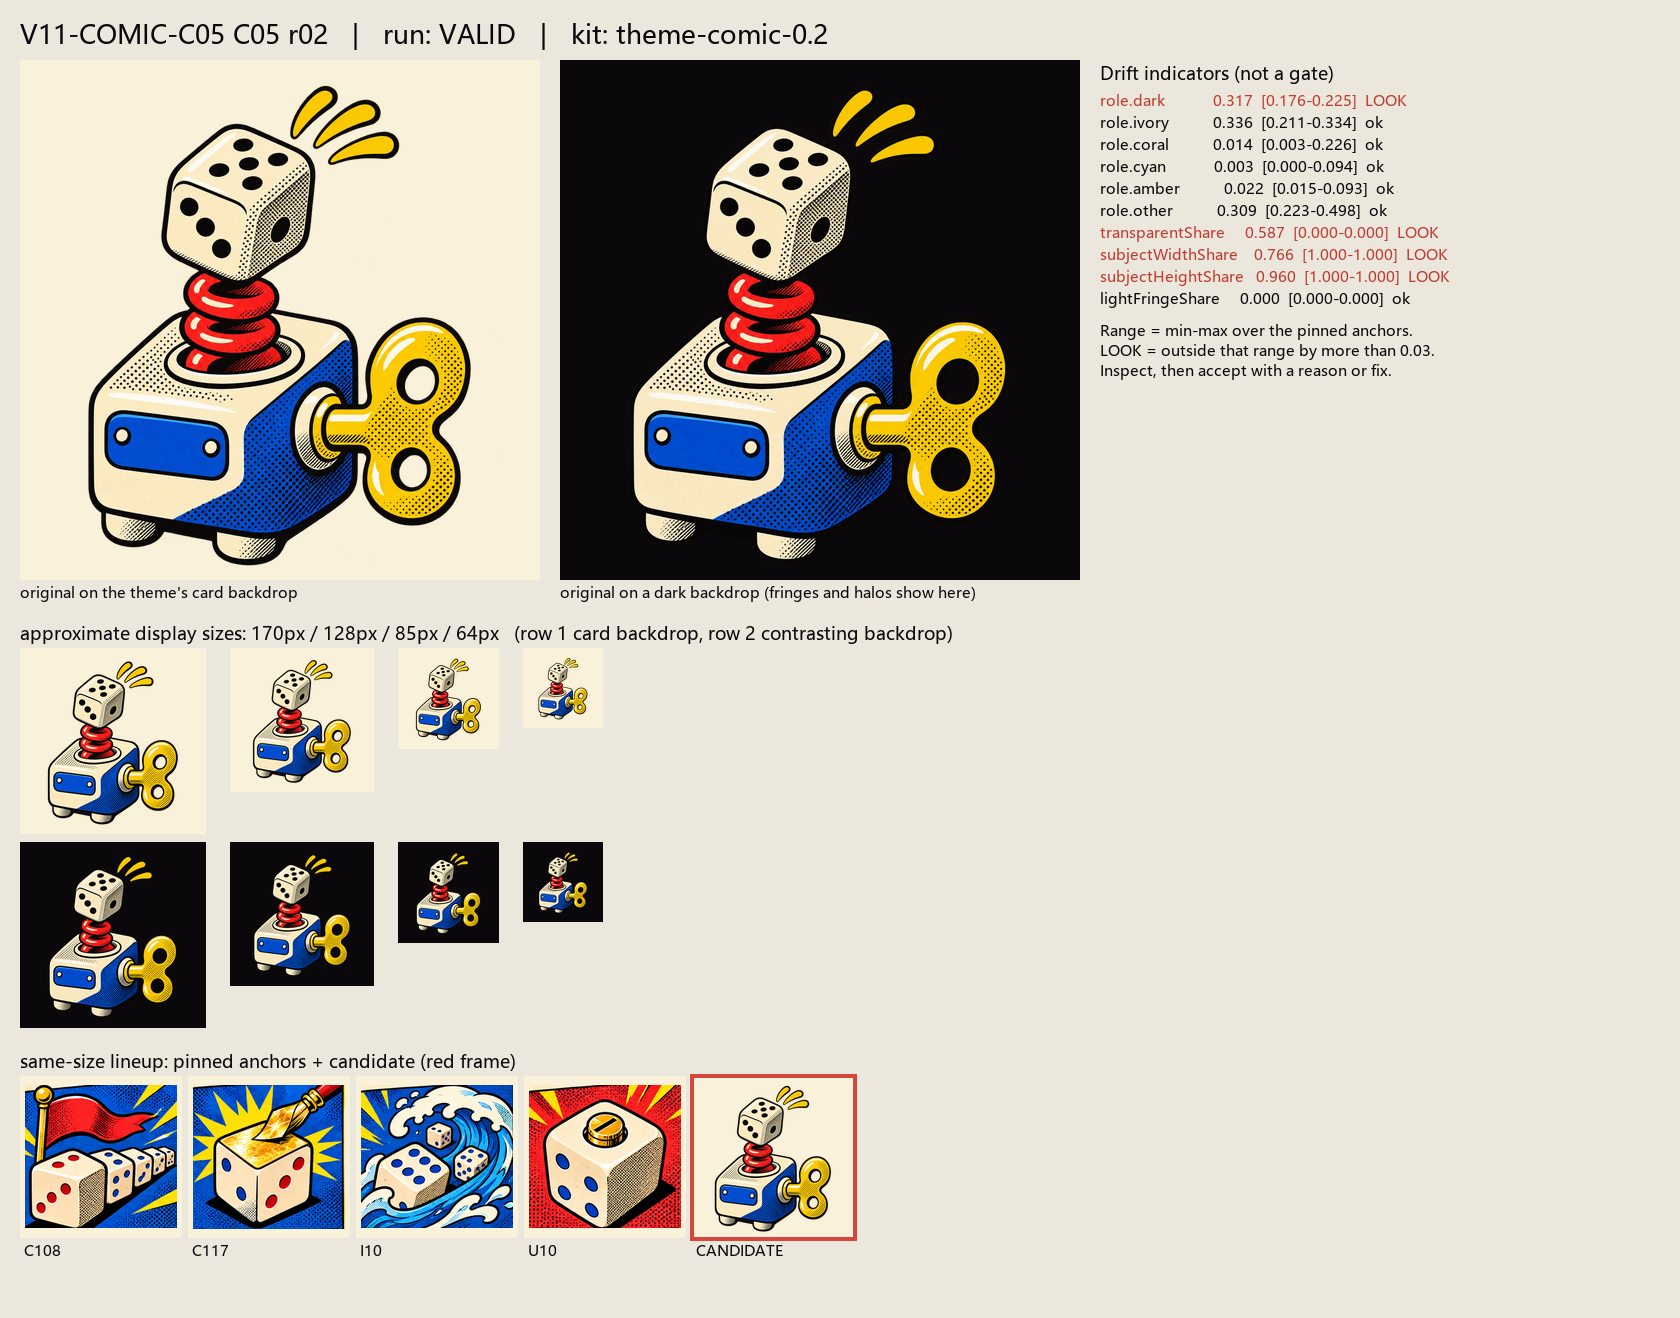 V11-COMIC-C05 C05 r02 | run: VALID | kit: theme-comic-0.2
Drift indicators (not a gate)
role.dark 0.317 [0.176-0.225] LOOK
role.ivory 0.336 [0.211-0.334] ok
role.coral 0.014 [0.003-0.226] ok
role.cyan 0.003 [0.000-0.094] ok
role.amber 0.022 [0.015-0.093] ok
role.other 0.309 [0.223-0.498] ok
transparentShare 0.587 [0.000-0.000] LOOK
subjectWidthShare 0.766 [1.000-1.000] LOOK
subjectHeightShare 0.960 [1.000-1.000] LOOK
lightFringeShare 0.000 [0.000-0.000] ok
Range = min-max over the pinned anchors.
LOOK = outside that range by more than 0.03.
Inspect, then accept with a reason or fix.
original on the theme's card backdrop
original on a dark backdrop (fringes and halos show here)
approximate display sizes: 170px / 128px / 85px / 64px (row 1 card backdrop, row 2 contrasting backdrop)
same-size lineup: pinned anchors + candidate (red frame)
C108
C117
I10
U10
CANDIDATE